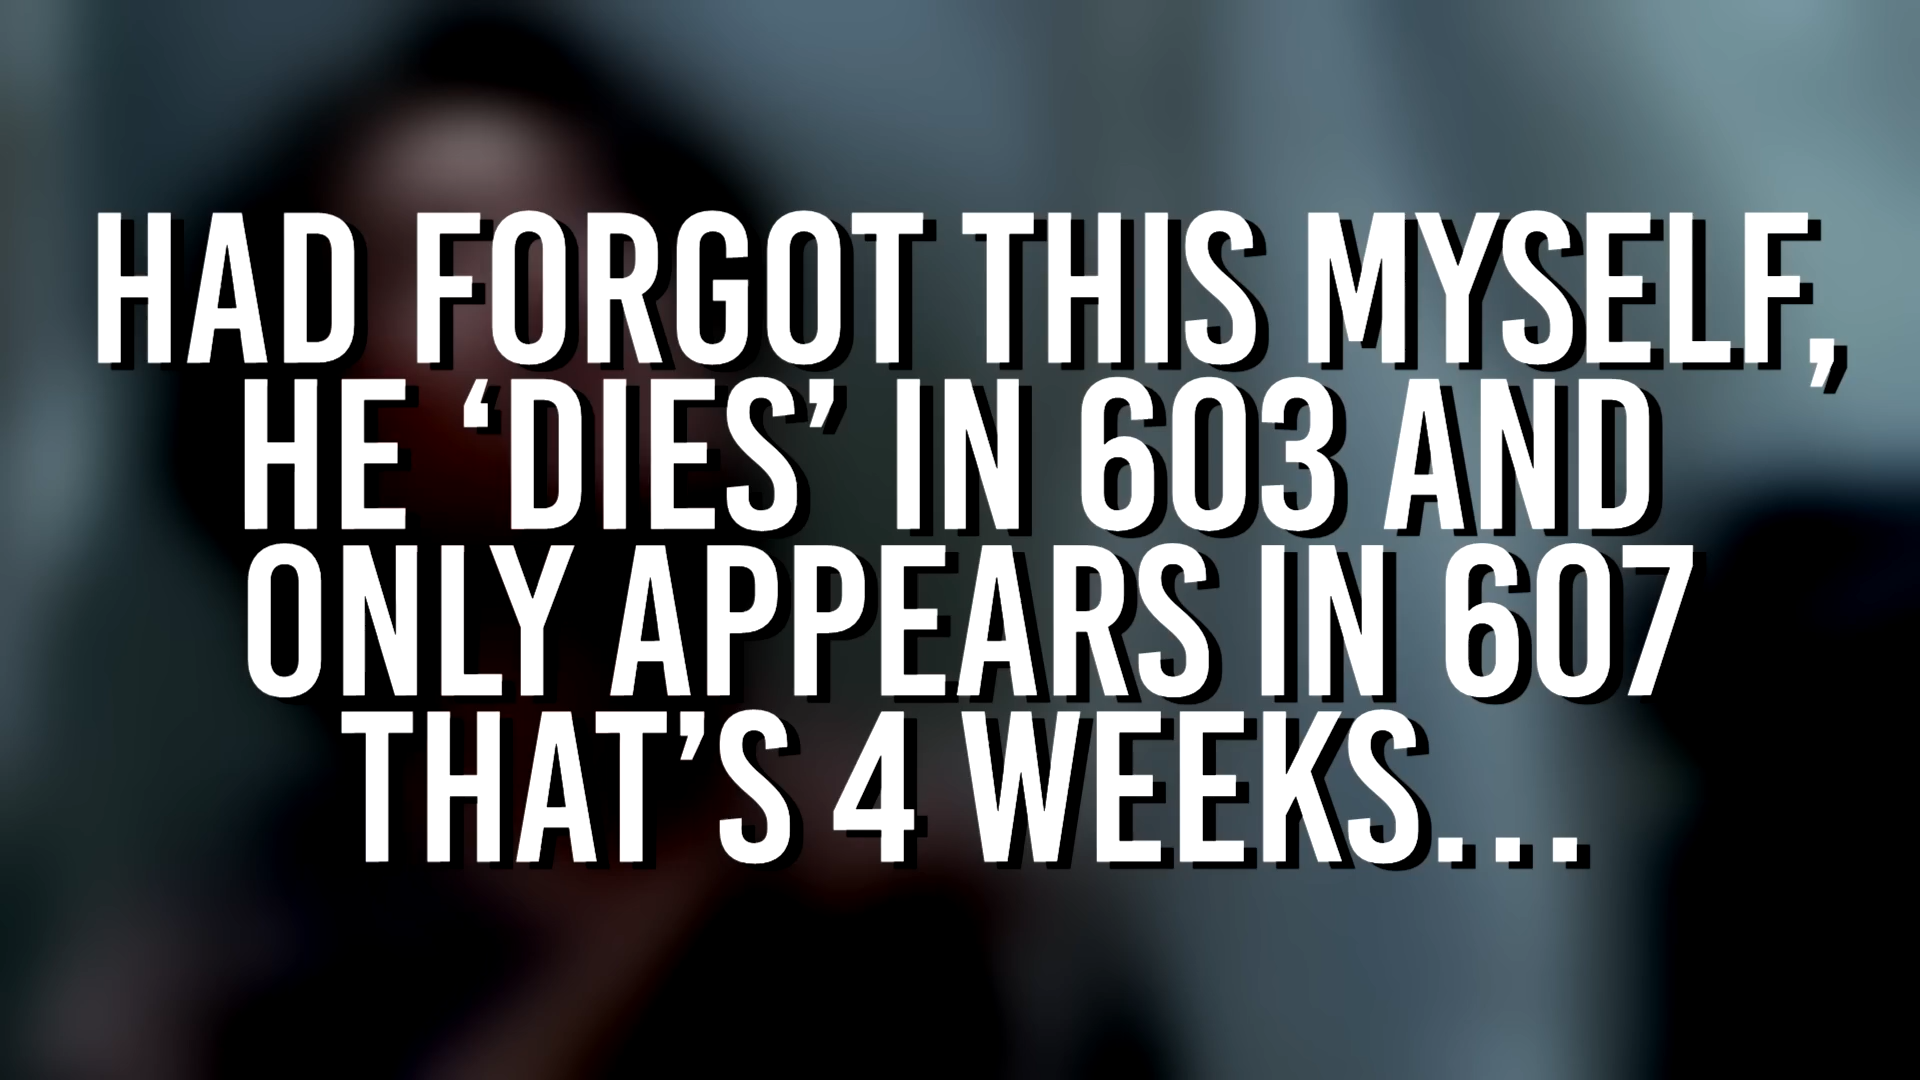 HAD FORGOT THIS MYSELF,
HE ‘DIES’ IN 603 AND
ONLY APPEARS IN 607
THAT’S 4 WEEKS...